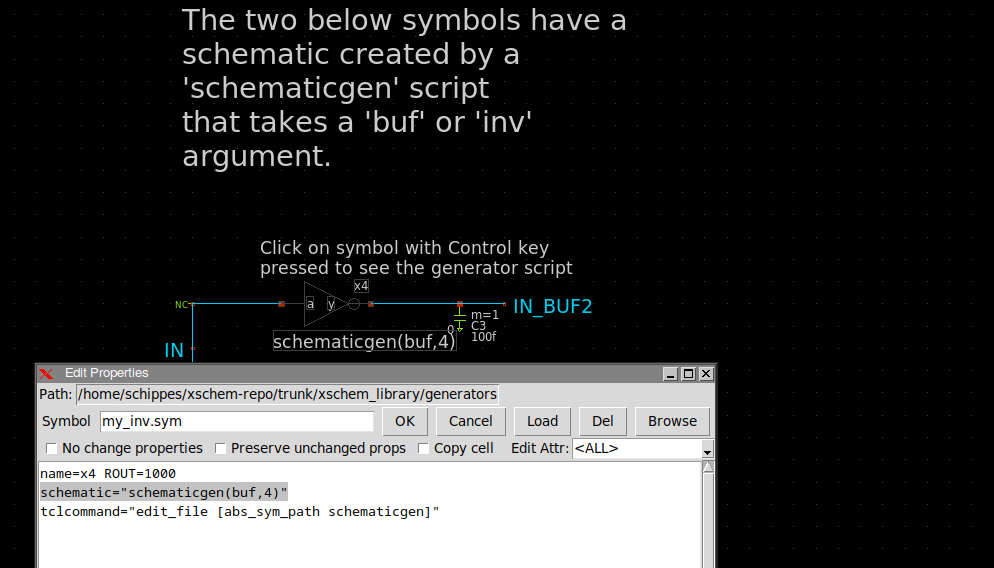 The two below symbols have a
schematic created by a
'schematicgen' script
that takes a 'buf' or 'inv'
argument.
Click on symbol with Control key
pressed to see the generator script
x4
NC
a
y
IN_BUF2
m=1
C3
100f
0
schematicgen(buf,4)
IN
Edit Properties
Path: /home/schippes/xschem-repo/trunk/xschem_library/generators
Symbol my_inv.sym OK Cancel Load Del Browse
No change properties Preserve unchanged props Copy cell Edit Attr: <ALL>
name=x4 ROUT=1000
schematic="schematicgen(buf,4)"
tclcommand="edit_file [abs_sym_path schematicgen]"